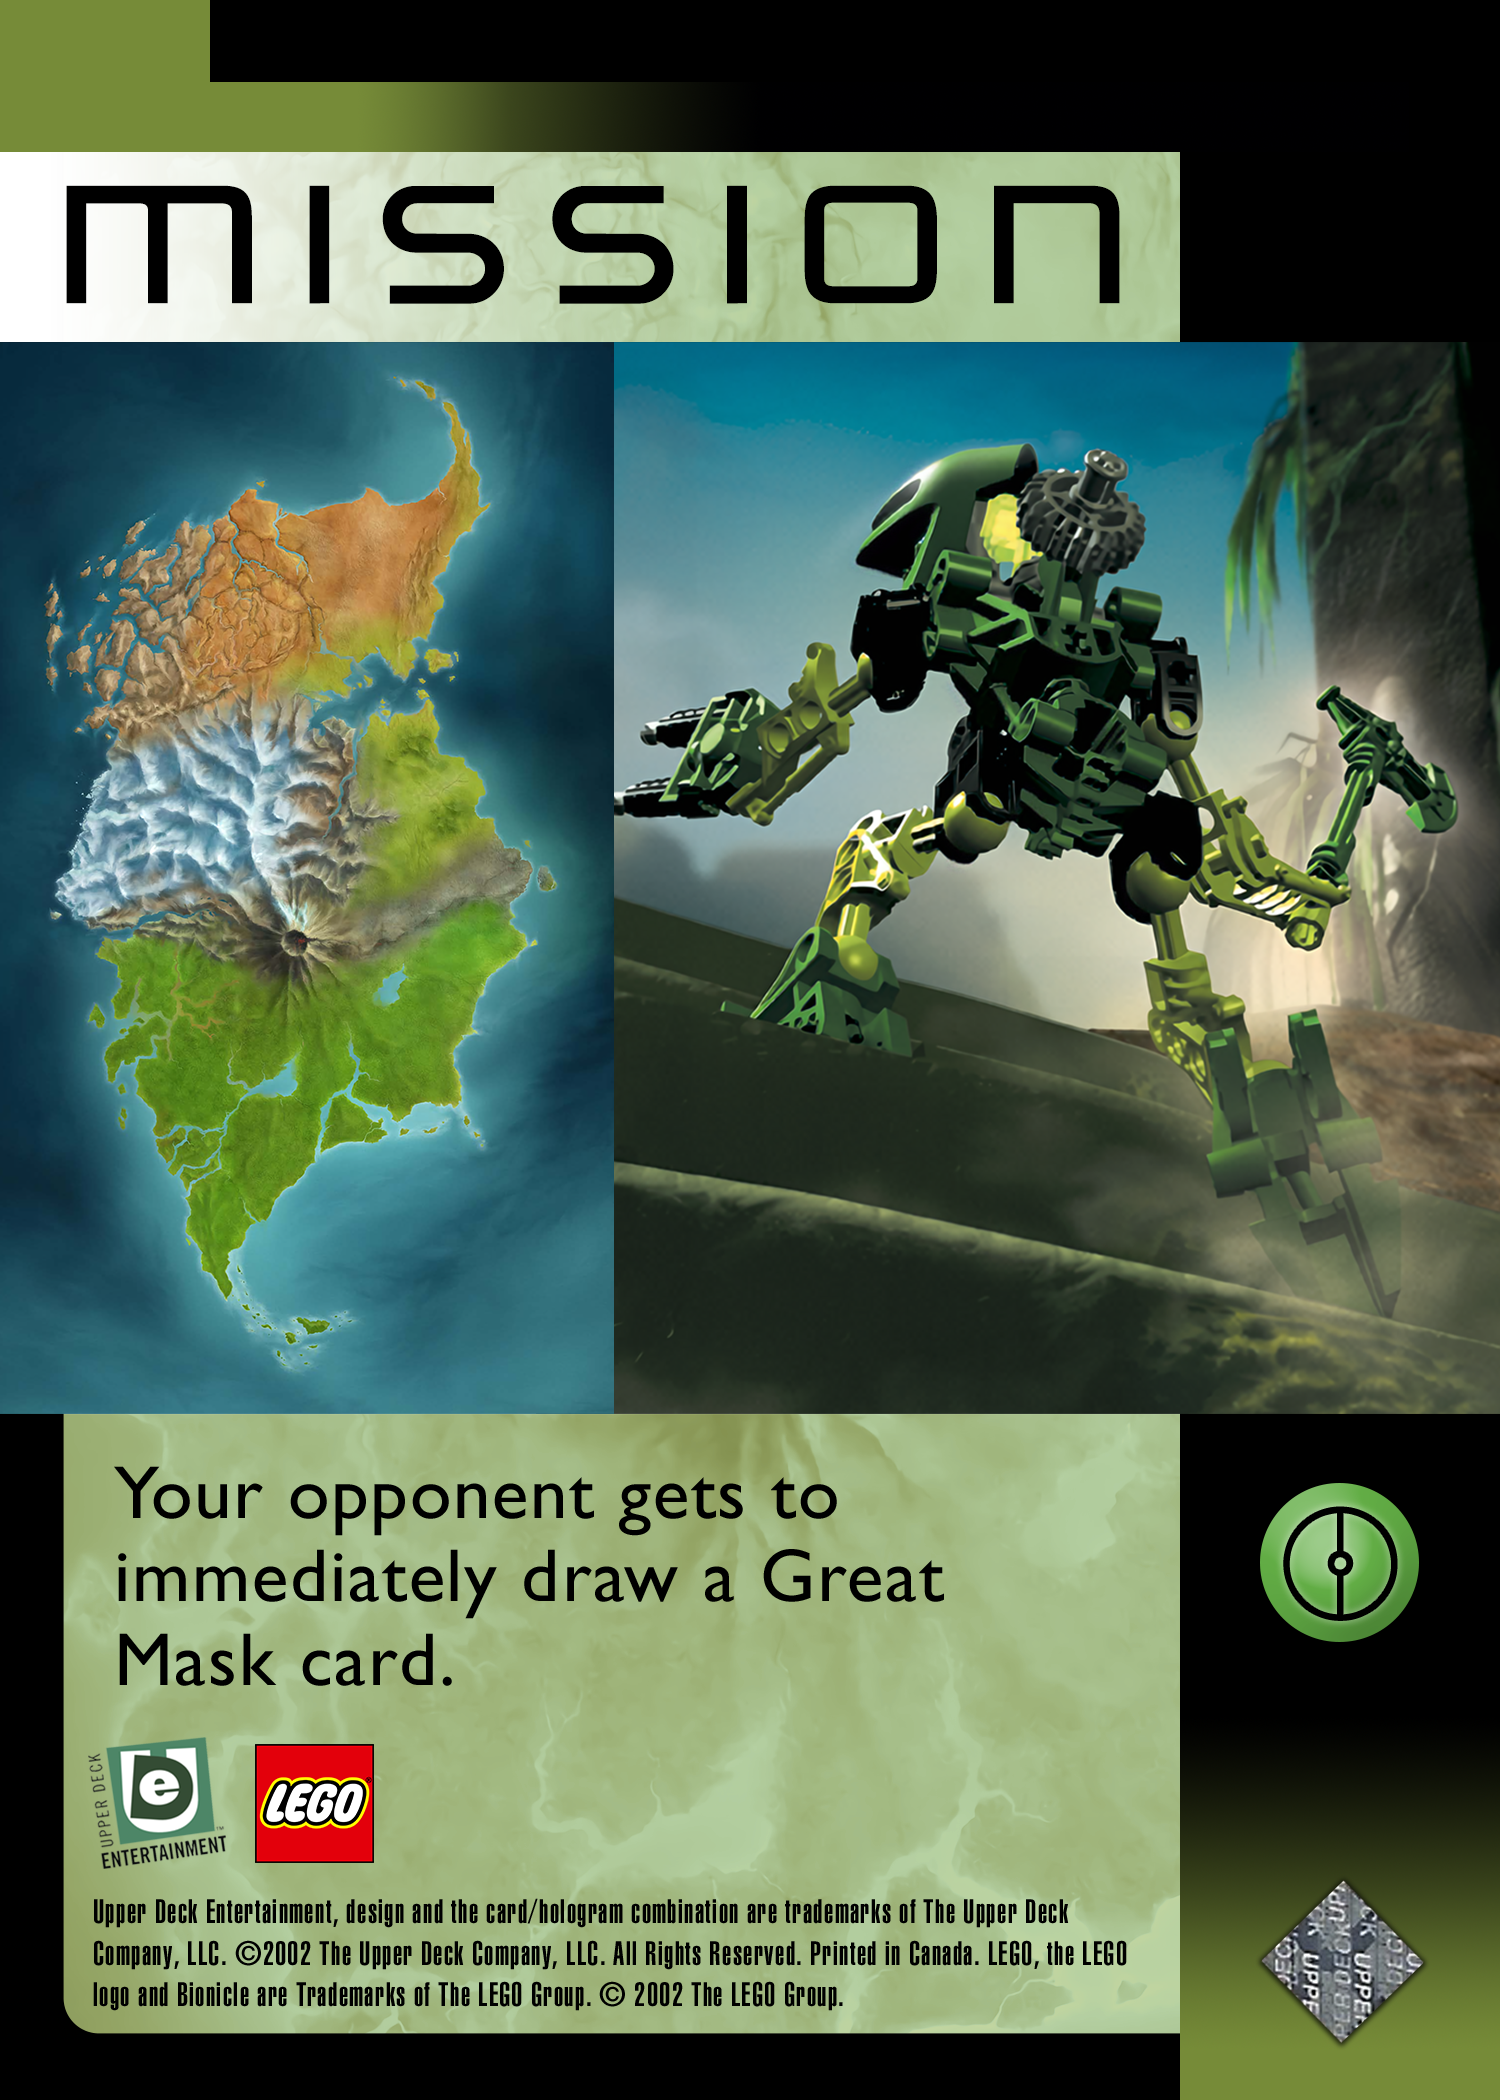 MISSION
Your opponent gets to
immediately draw a Great
Mask card.
UPPER DECK
e
ENTERTAINMENT™
LEGO
Upper Deck Entertainment, design and the card/hologram combination are trademarks of The Upper Deck
Company, LLC. ©2002 The Upper Deck Company, LLC. All Rights Reserved. Printed in Canada. LEGO, the LEGO
logo and Bionicle are Trademarks of The LEGO Group. © 2002 The LEGO Group.